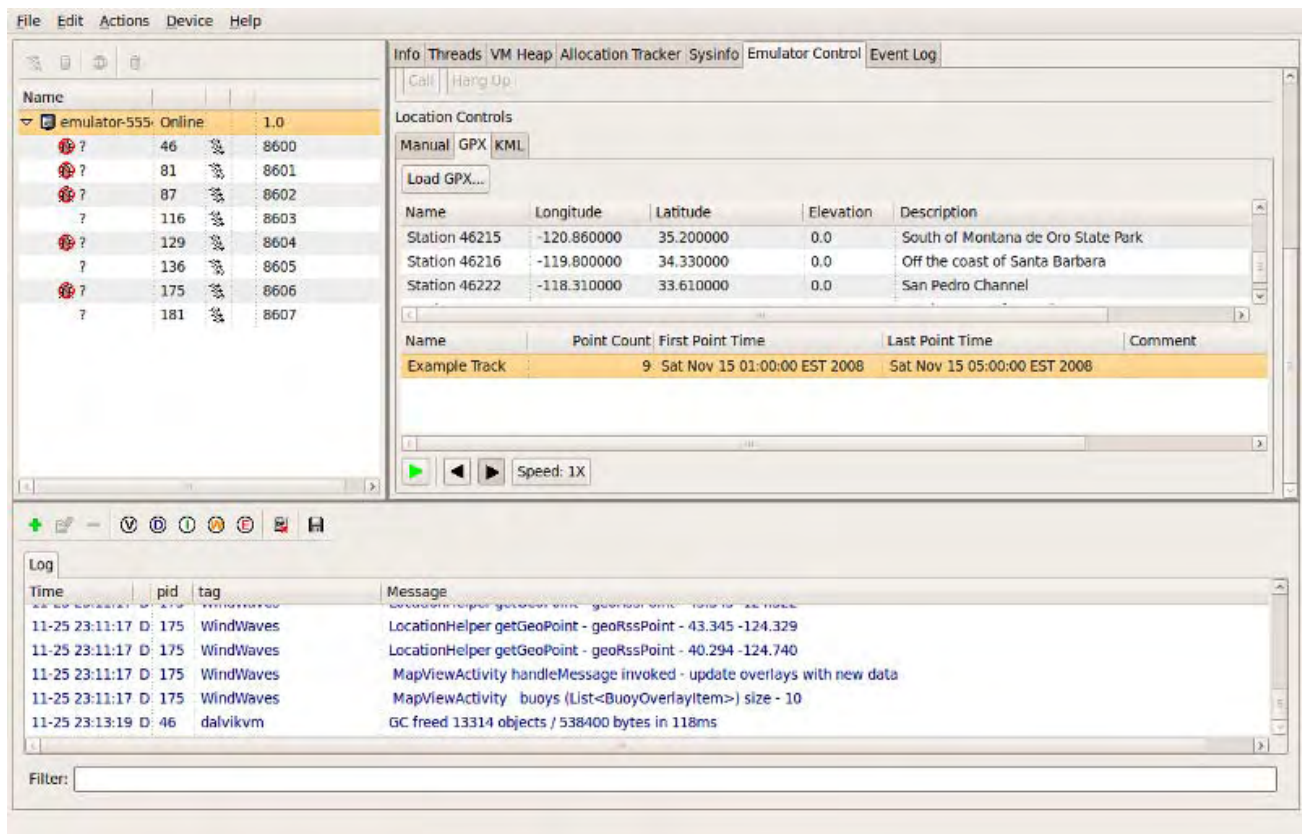 File Edit Actions Device Help
Info Threads VM Heap Allocation Tracker Sysinfo Emulator Control Event Log
Call Hang Up
Name
emulator-555 Online 1.0
? 46 8600
? 81 8601
? 87 8602
? 116 8603
? 129 8604
? 136 8605
? 175 8606
? 181 8607
Location Controls
Manual GPX KML
Load GPX...
Name Longitude Latitude Elevation Description
Station 46215 -120.860000 35.200000 0.0 South of Montana de Oro State Park
Station 46216 -119.800000 34.330000 0.0 Off the coast of Santa Barbara
Station 46222 -118.310000 33.610000 0.0 San Pedro Channel
Name Point Count First Point Time Last Point Time Comment
Example Track 9 Sat Nov 15 01:00:00 EST 2008 Sat Nov 15 05:00:00 EST 2008
Speed: 1X
V D I W E
Log
Time pid tag Message
11-25 23:11:17 D 175 WindWaves LocationHelper getGeoPoint - geoRssPoint - 43.345 -124.329
11-25 23:11:17 D 175 WindWaves LocationHelper getGeoPoint - geoRssPoint - 40.294 -124.740
11-25 23:11:17 D 175 WindWaves MapViewActivity handleMessage invoked - update overlays with new data
11-25 23:11:17 D 175 WindWaves MapViewActivity buoys (List<BuoyOverlayItem>) size - 10
11-25 23:13:19 D 46 dalvikvm GC freed 13314 objects / 538400 bytes in 118ms
Filter: